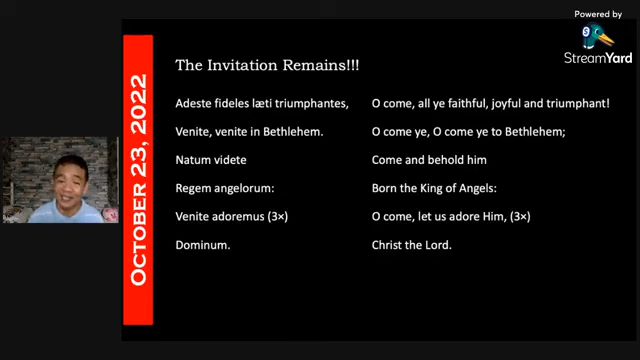 Powered by
StreamYard
OCTOBER 23, 2022
The Invitation Remains!!!
Adeste fideles læti triumphantes,
O come, all ye faithful, joyful and triumphant!
Venite, venite in Bethlehem.
O come ye, O come ye to Bethlehem;
Natum videte
Come and behold him
Regem angelorum:
Born the King of Angels:
Venite adoremus (3×)
O come, let us adore Him, (3×)
Dominum.
Christ the Lord.